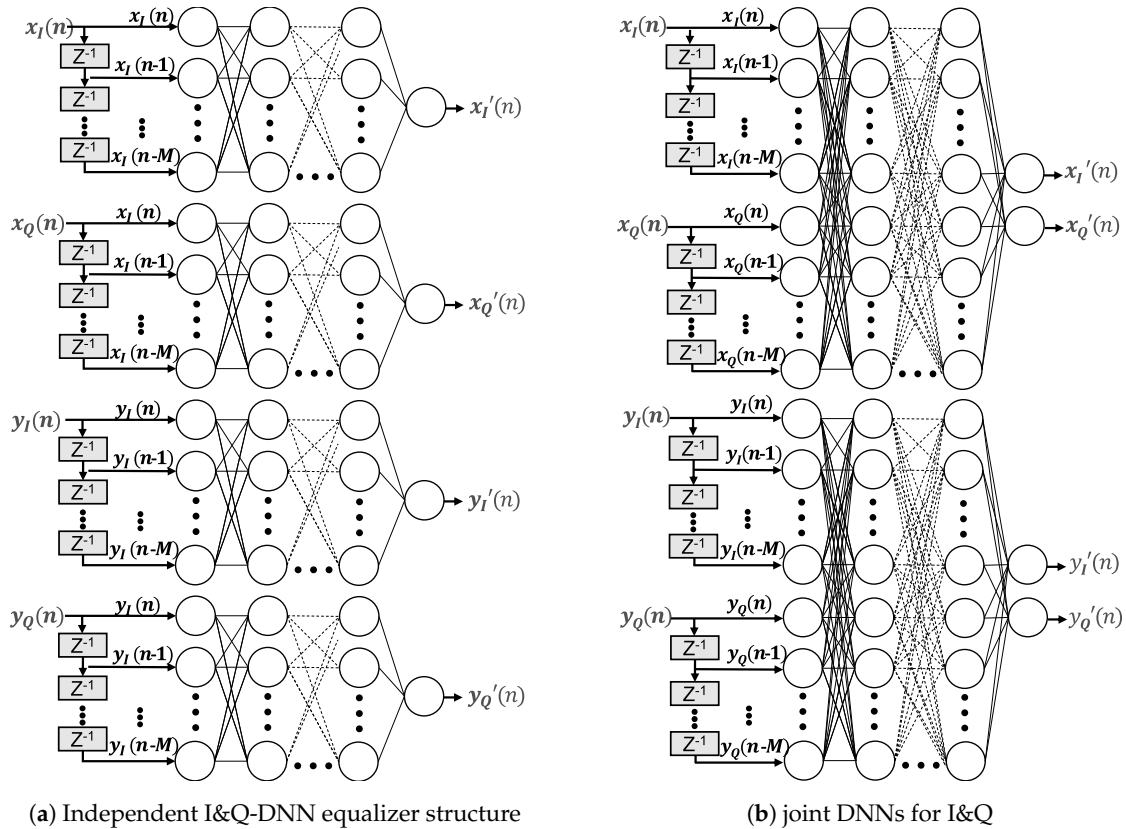 x_I(n) x_I(n)
Z⁻¹
x_I(n-1)
Z⁻¹
Z⁻¹
x_I(n-M)
x_I′(n)
x_Q(n) x_I(n)
Z⁻¹
x_I(n-1)
Z⁻¹
Z⁻¹
x_I(n-M)
x_Q′(n)
y_I(n) y_I(n)
Z⁻¹
y_I(n-1)
Z⁻¹
Z⁻¹
y_I(n-M)
y_I′(n)
y_Q(n) y_I(n)
Z⁻¹
y_I(n-1)
Z⁻¹
Z⁻¹
y_I(n-M)
y_Q′(n)
(a) Independent I&Q-DNN equalizer structure
x_I(n) x_I(n)
Z⁻¹
x_I(n-1)
Z⁻¹
Z⁻¹
x_I(n-M)
x_I′(n)
x_Q(n) x_Q(n)
x_Q′(n)
Z⁻¹
x_Q(n-1)
Z⁻¹
Z⁻¹
x_Q(n-M)
y_I(n) y_I(n)
Z⁻¹
y_I(n-1)
Z⁻¹
Z⁻¹
y_I(n-M)
y_I′(n)
y_Q(n) y_Q(n)
y_Q′(n)
Z⁻¹
y_Q(n-1)
Z⁻¹
Z⁻¹
y_Q(n-M)
(b) joint DNNs for I&Q